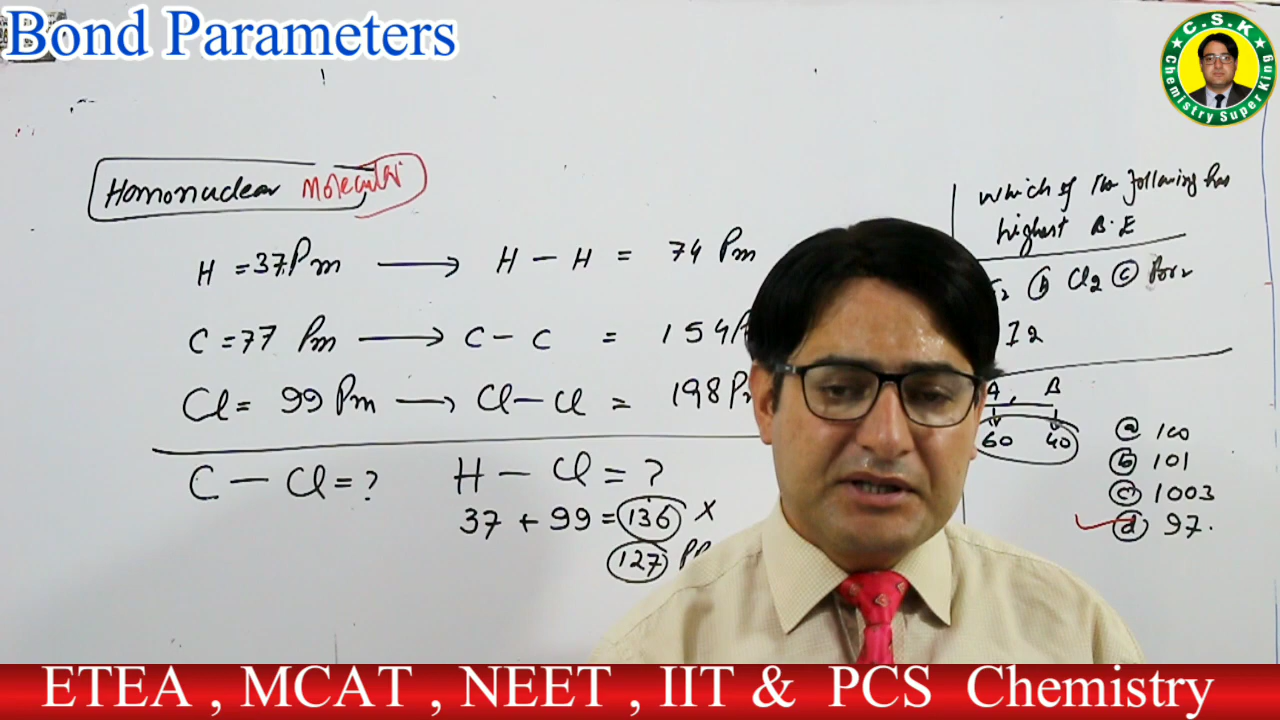 Bond Parameters
C.S.K
Chemistry Super King
Homonuclear Molecular
H = 37 Pm → H - H = 74 Pm
C = 77 Pm → C - C = 154 P
Cl = 99 Pm → Cl - Cl = 198 P
C - Cl = ? H - Cl = ?
37 + 99 = 136 X
127
which of the following has
highest B.E
b Cl2 c
I2
A, B
60 40
a 100
b 101
c 1003
d 97.
ETEA , MCAT , NEET , IIT & PCS Chemistry